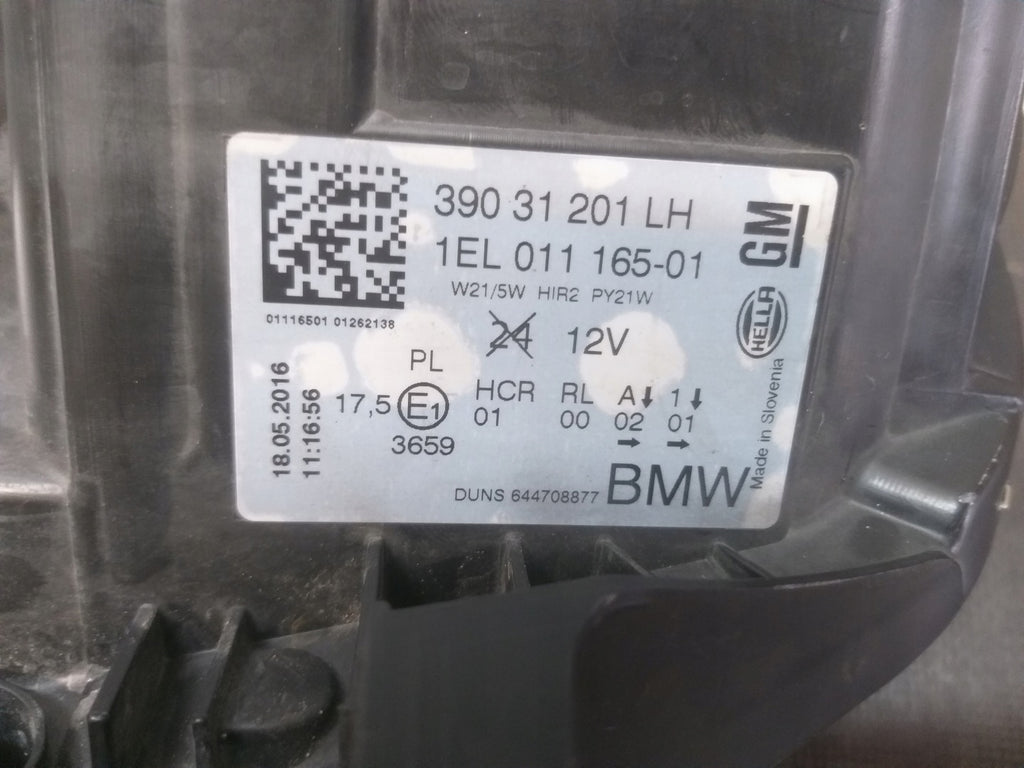 39 031 201 LH
1EL 011 165-01
W21/5W HIR2 PY21W
GM
HELLA
01116501 01262138
24 12V
PL
18.05.2016
11:16:56
17,5 E1
3659
HCR RL A 1
01 00 02 01
DUNS 644708877
BMW
Made in Slovenia